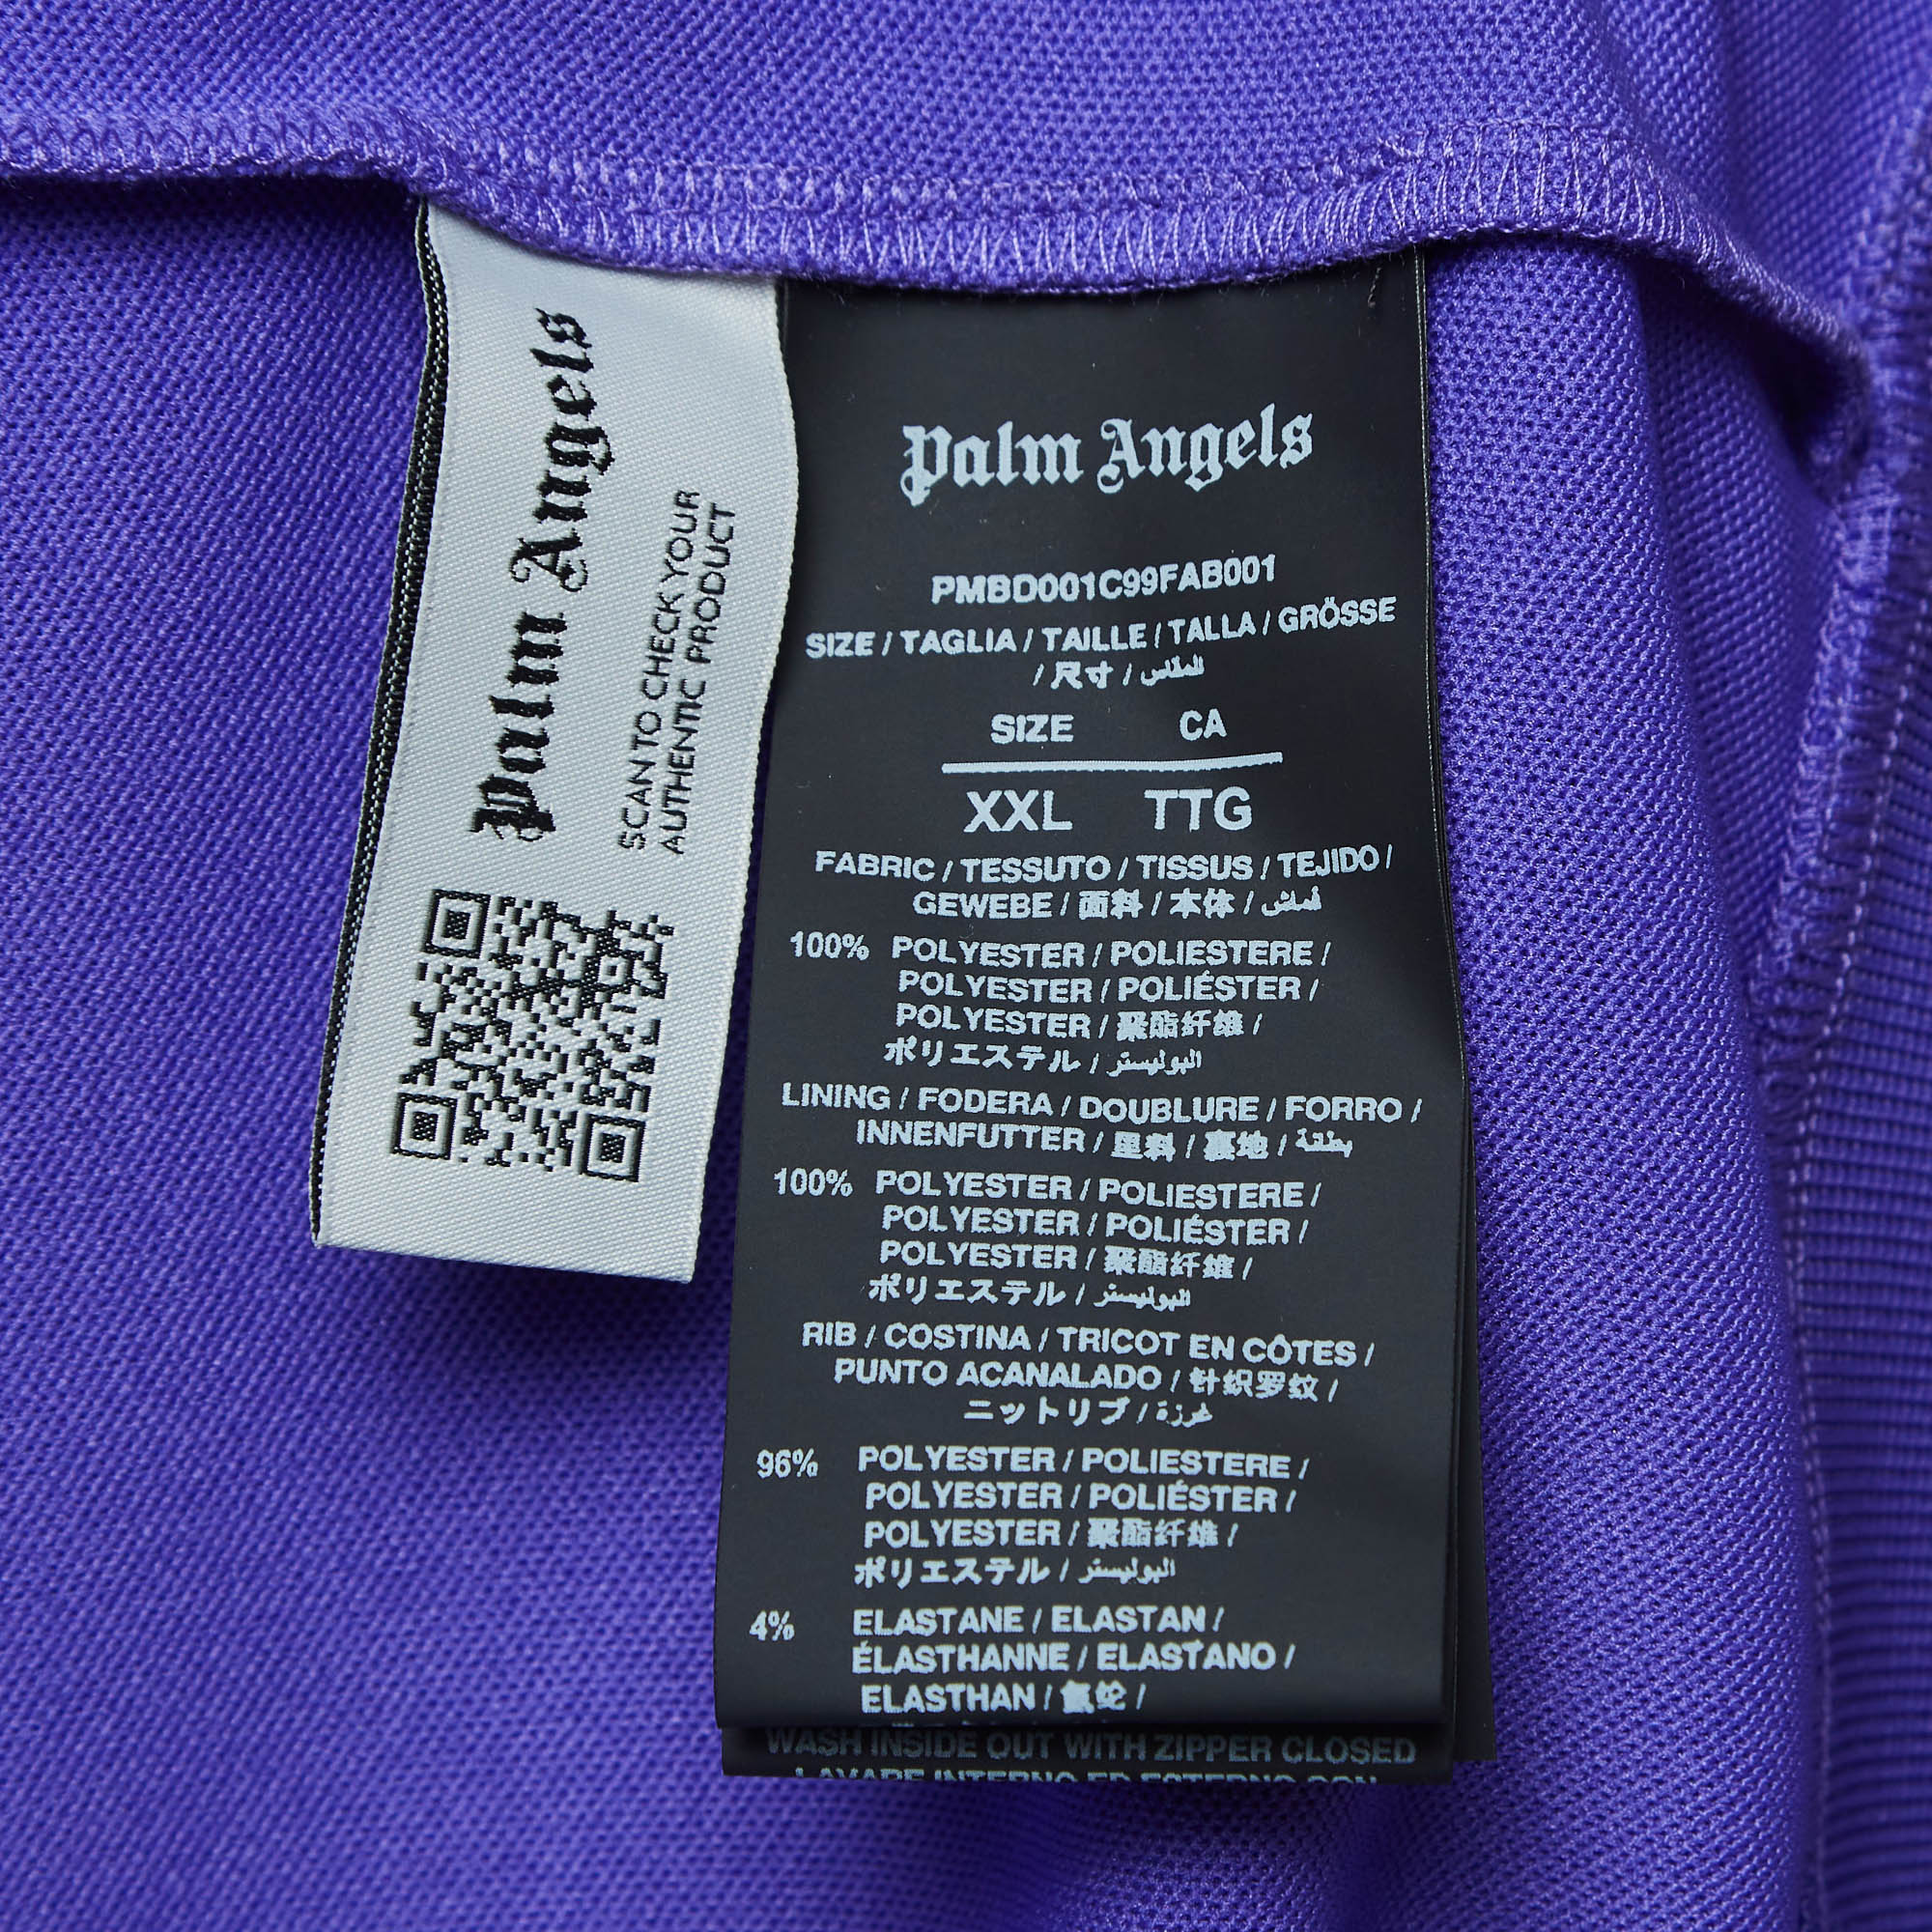 Palm Angels
SCAN TO CHECK YOUR
AUTHENTIC PRODUCT
Palm Angels
PMBD001C99FAB001
SIZE / TAGLIA / TAILLE / TALLA / GRÖSSE
/ 尺寸 / المقاس
SIZE CA
XXL TTG
FABRIC / TESSUTO / TISSUS / TEJIDO /
GEWEBE / 面料 / 本体 / قماش
100% POLYESTER / POLIESTERE /
POLYESTER / POLIÉSTER /
POLYESTER / 聚酯纤维 /
ポリエステル / البوليستر
LINING / FODERA / DOUBLURE / FORRO /
INNENFUTTER / 里料 / 裏地 / بطانة
100% POLYESTER / POLIESTERE /
POLYESTER / POLIÉSTER /
POLYESTER / 聚酯纤维 /
ポリエステル / البوليستر
RIB / COSTINA / TRICOT EN CÔTES /
PUNTO ACANALADO / 针织罗纹 /
ニットリブ / غرزة
96% POLYESTER / POLIESTERE /
POLYESTER / POLIÉSTER /
POLYESTER / 聚酯纤维 /
ポリエステル / البوليستر
4% ELASTANE / ELASTAN /
ÉLASTHANNE / ELASTANO /
ELASTHAN / 氨纶 /
WASH INSIDE OUT WITH ZIPPER CLOSED
LAVARE INTERNO ED ESTERNO CON